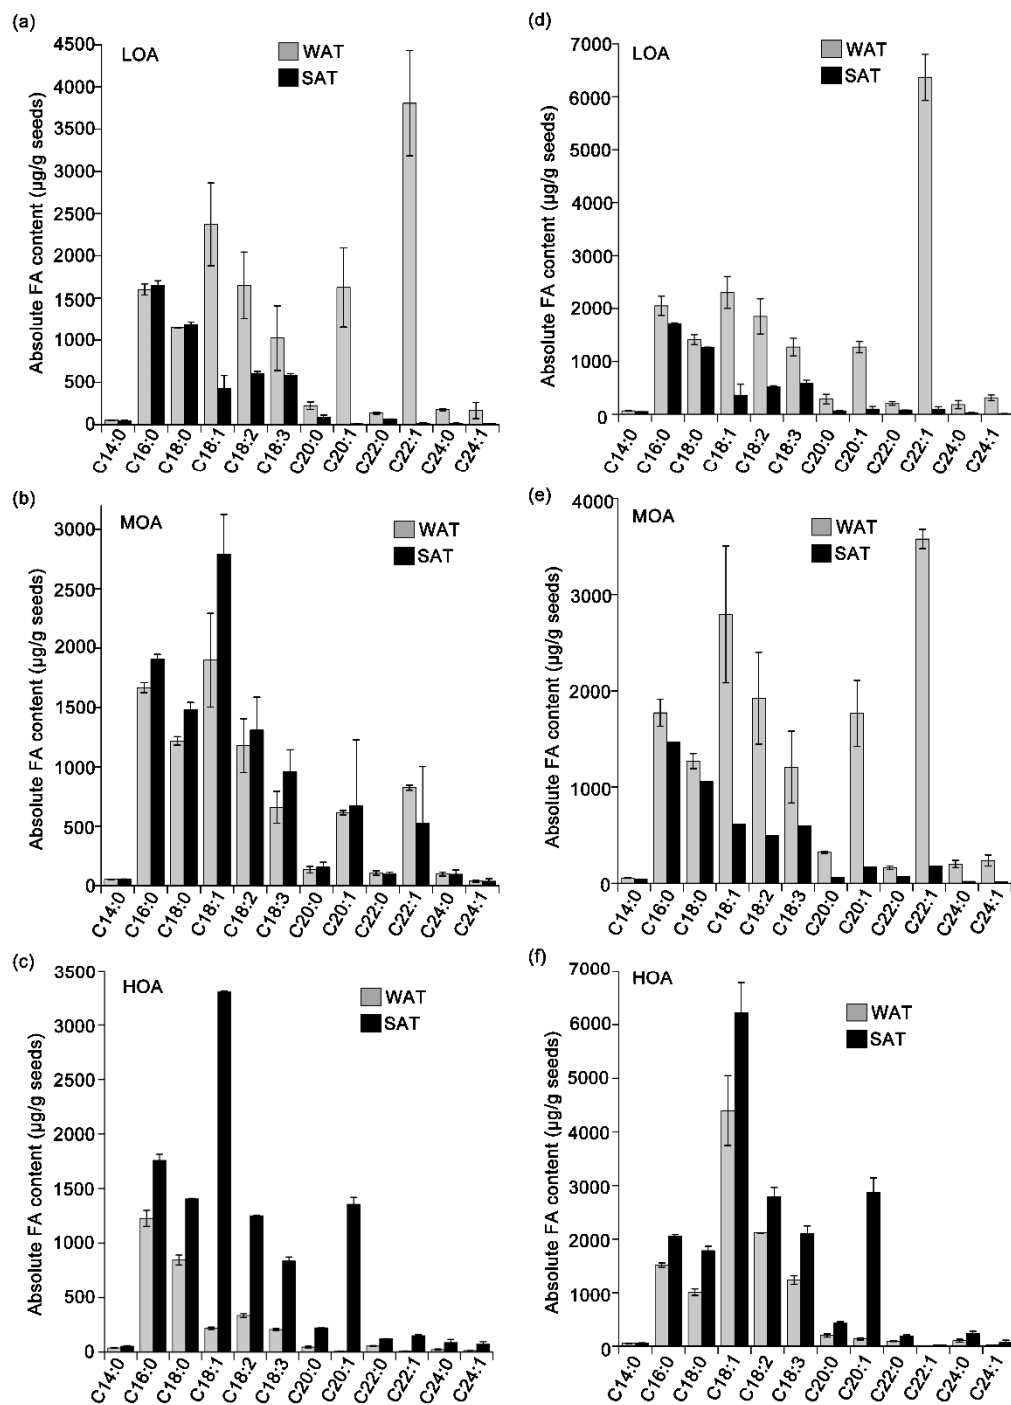 (a)
LOA
WAT
SAT
Absolute FA content (µg/g seeds)
4500
4000
3500
3000
2500
2000
1500
1000
500
0
C14:0 C16:0 C18:0 C18:1 C18:2 C18:3 C20:0 C20:1 C22:0 C22:1 C24:0 C24:1
(b)
MOA
WAT
SAT
Absolute FA content (µg/g seeds)
3000
2500
2000
1500
1000
500
0
C14:0 C16:0 C18:0 C18:1 C18:2 C18:3 C20:0 C20:1 C22:0 C22:1 C24:0 C24:1
(c)
HOA
WAT
SAT
Absolute FA content (µg/g seeds)
3500
3000
2500
2000
1500
1000
500
0
C14:0 C16:0 C18:0 C18:1 C18:2 C18:3 C20:0 C20:1 C22:0 C22:1 C24:0 C24:1
(d)
LOA
WAT
SAT
Absolute FA content (µg/g seeds)
7000
6000
5000
4000
3000
2000
1000
0
C14:0 C16:0 C18:0 C18:1 C18:2 C18:3 C20:0 C20:1 C22:0 C22:1 C24:0 C24:1
(e)
MOA
WAT
SAT
Absolute FA content (µg/g seeds)
4000
3000
2000
1000
0
C14:0 C16:0 C18:0 C18:1 C18:2 C18:3 C20:0 C20:1 C22:0 C22:1 C24:0 C24:1
(f)
HOA
WAT
SAT
Absolute FA content (µg/g seeds)
7000
6000
5000
4000
3000
2000
1000
0
C14:0 C16:0 C18:0 C18:1 C18:2 C18:3 C20:0 C20:1 C22:0 C22:1 C24:0 C24:1